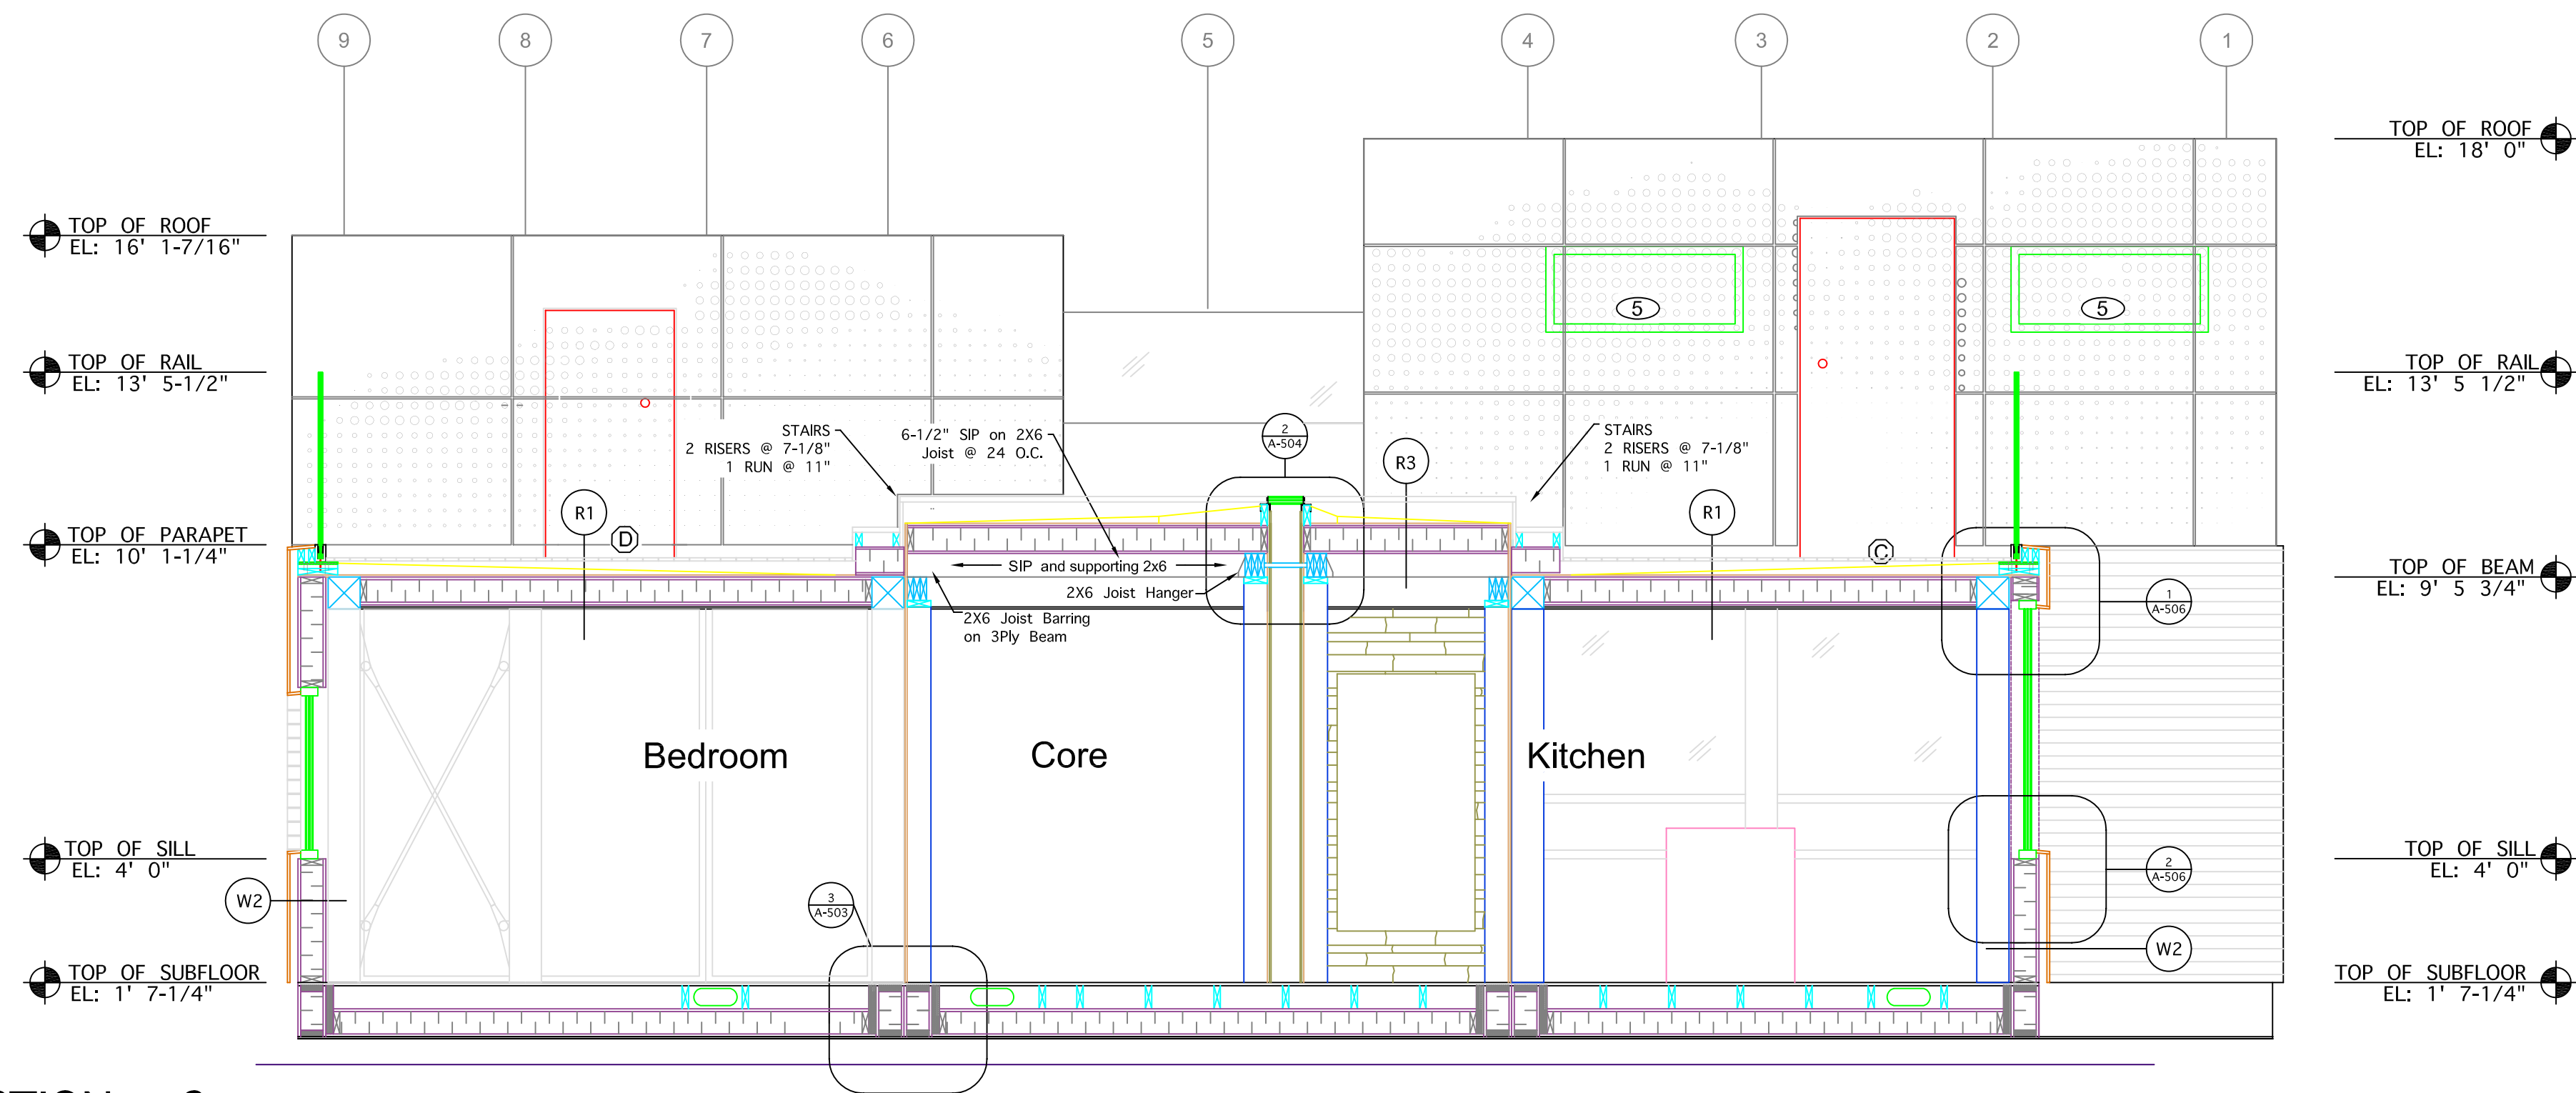 9 8 7 6 5 4 3 2 1
TOP OF ROOF
EL: 18' 0"
TOP OF ROOF
EL: 16' 1-7/16"
5
5
TOP OF RAIL
EL: 13' 5-1/2"
TOP OF RAIL
EL: 13' 5 1/2"
STAIRS
2 RISERS @ 7-1/8"
1 RUN @ 11"
6-1/2" SIP on 2X6
Joist @ 24 O.C.
2
A-504
R3
STAIRS
2 RISERS @ 7-1/8"
1 RUN @ 11"
R1
R1
D
C
TOP OF PARAPET
EL: 10' 1-1/4"
SIP and supporting 2x6
2X6 Joist Hanger
2X6 Joist Barring
on 3Ply Beam
TOP OF BEAM
EL: 9' 5 3/4"
1
A-506
Bedroom
Core
Kitchen
TOP OF SILL
EL: 4' 0"
TOP OF SILL
EL: 4' 0"
2
A-506
W2
3
A-503
W2
TOP OF SUBFLOOR
EL: 1' 7-1/4"
TOP OF SUBFLOOR
EL: 1' 7-1/4"